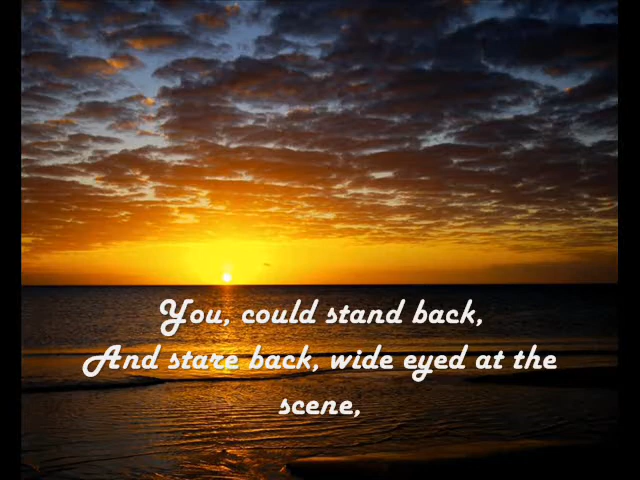 You, could stand back,
And stare back, wide eyed at the
scene,